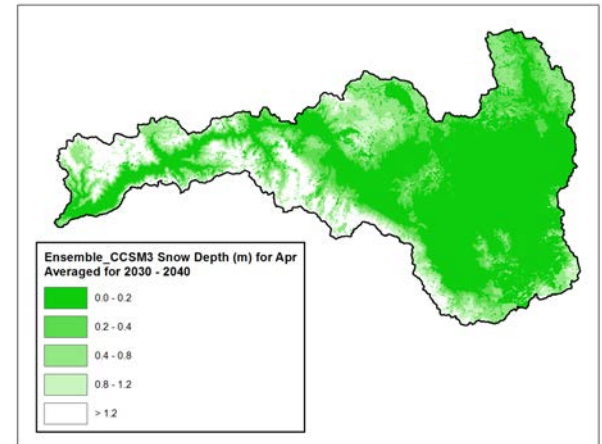 Ensemble_CCSM3 Snow Depth (m) for Apr
Averaged for 2030 - 2040
0.0 - 0.2
0.2 - 0.4
0.4 - 0.8
0.8 - 1.2
> 1.2